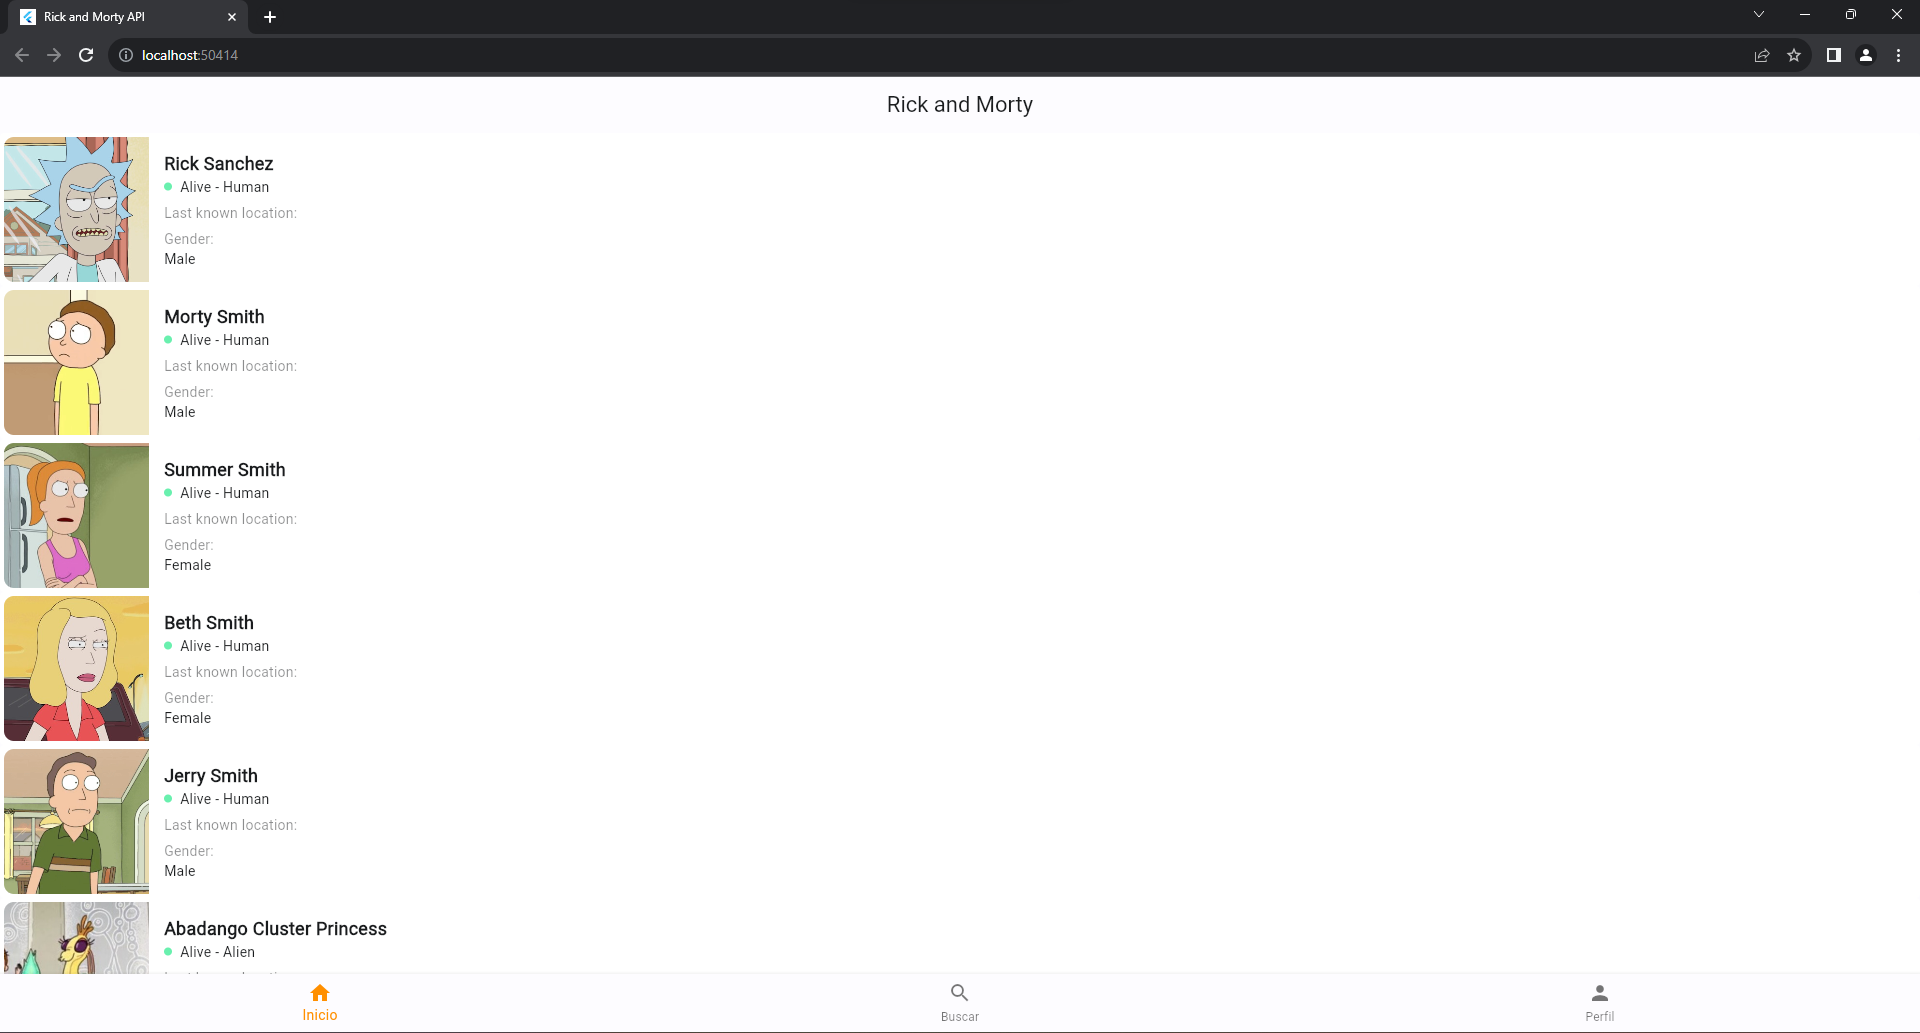 Rick and Morty API
localhost:50414
Rick and Morty
Rick Sanchez
Alive - Human
Last known location:
Gender:
Male
Morty Smith
Alive - Human
Last known location:
Gender:
Male
Summer Smith
Alive - Human
Last known location:
Gender:
Female
Beth Smith
Alive - Human
Last known location:
Gender:
Female
Jerry Smith
Alive - Human
Last known location:
Gender:
Male
Abadango Cluster Princess
Alive - Alien
Inicio
Buscar
Perfil